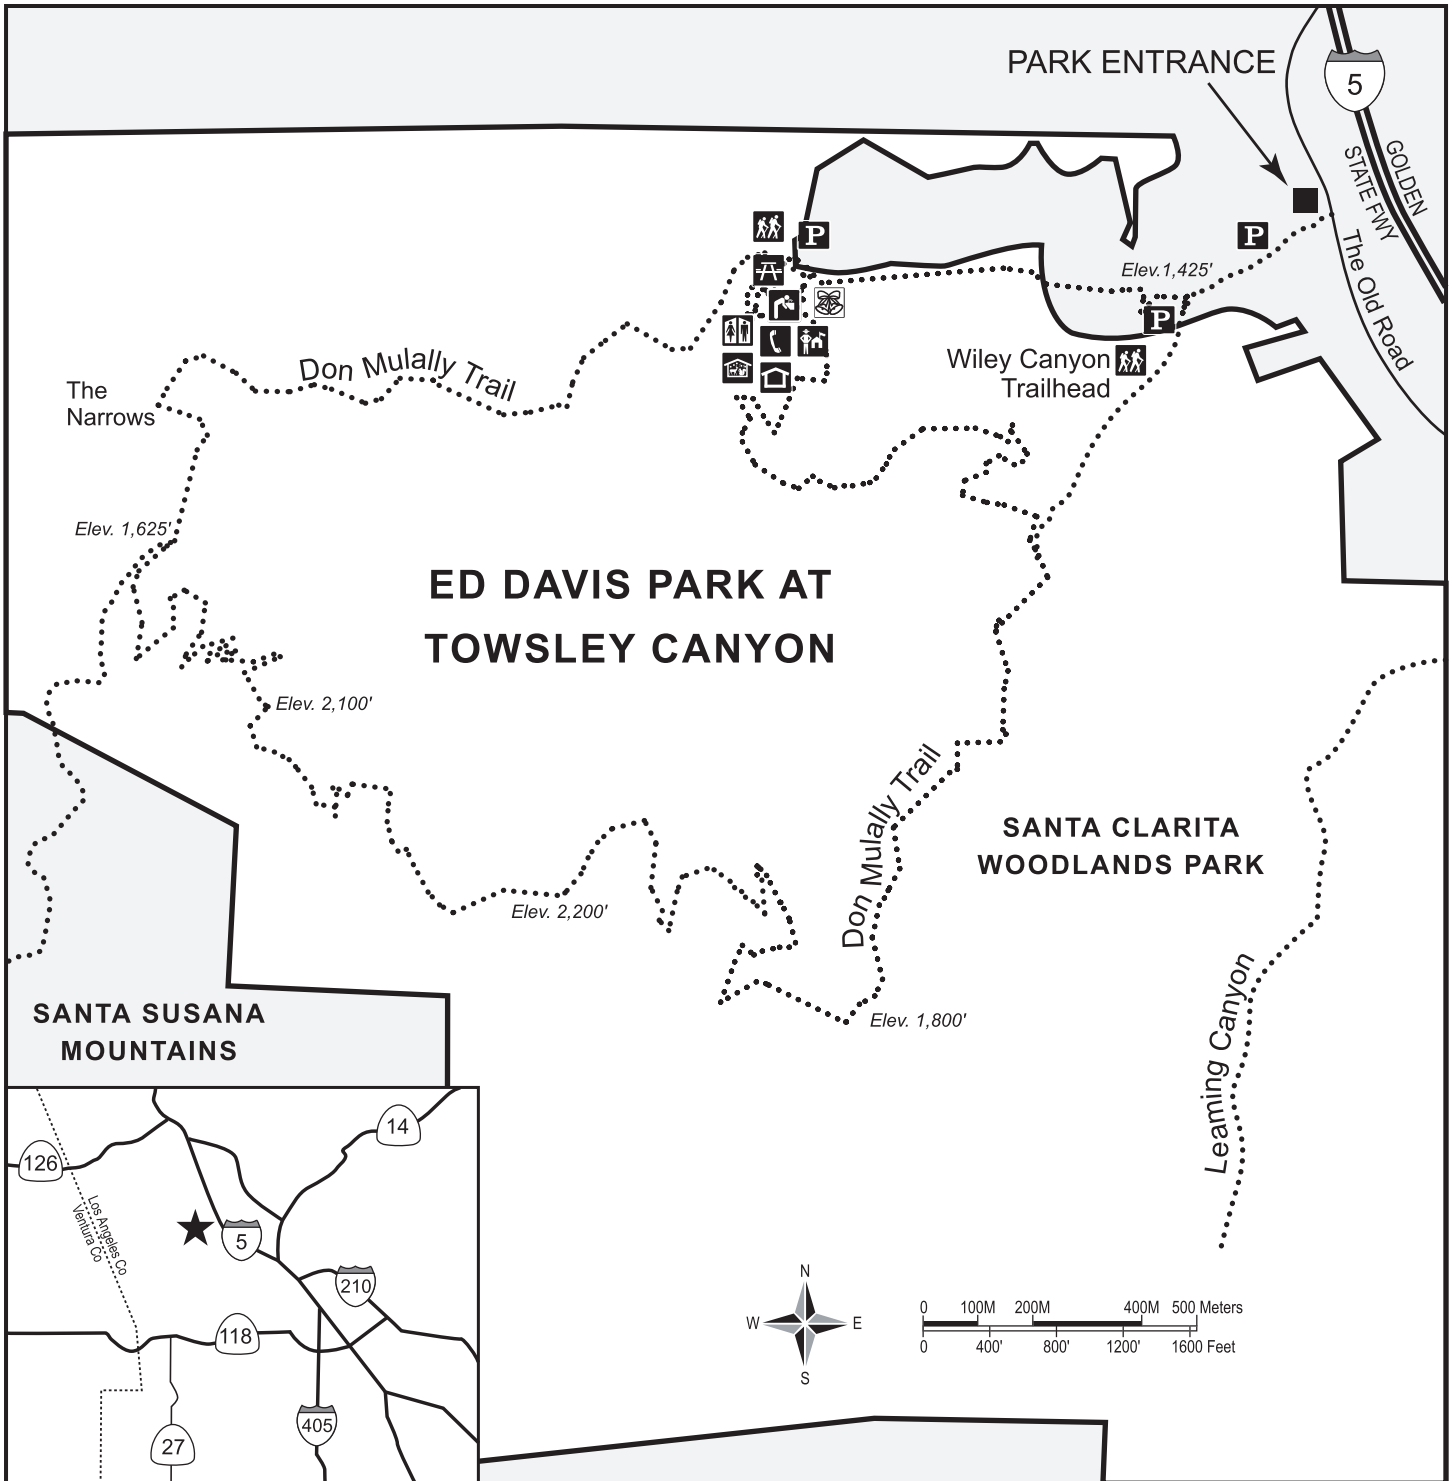 PARK ENTRANCE
5
GOLDEN
STATE FWY
The Old Road
P
P
Elev.1,425'
P
Wiley Canyon
Trailhead
Don Mulally Trail
The
Narrows
Elev. 1,625'
ED DAVIS PARK AT
TOWSLEY CANYON
Elev. 2,100'
Don Mulally Trail
SANTA CLARITA
WOODLANDS PARK
Elev. 2,200'
Elev. 1,800'
Leaming Canyon
SANTA SUSANA
MOUNTAINS
14
126
Los Angeles Co
Ventura Co
5
210
118
405
27
N
W E
S
0 100M 200M 400M 500 Meters
0 400' 800' 1200' 1600 Feet